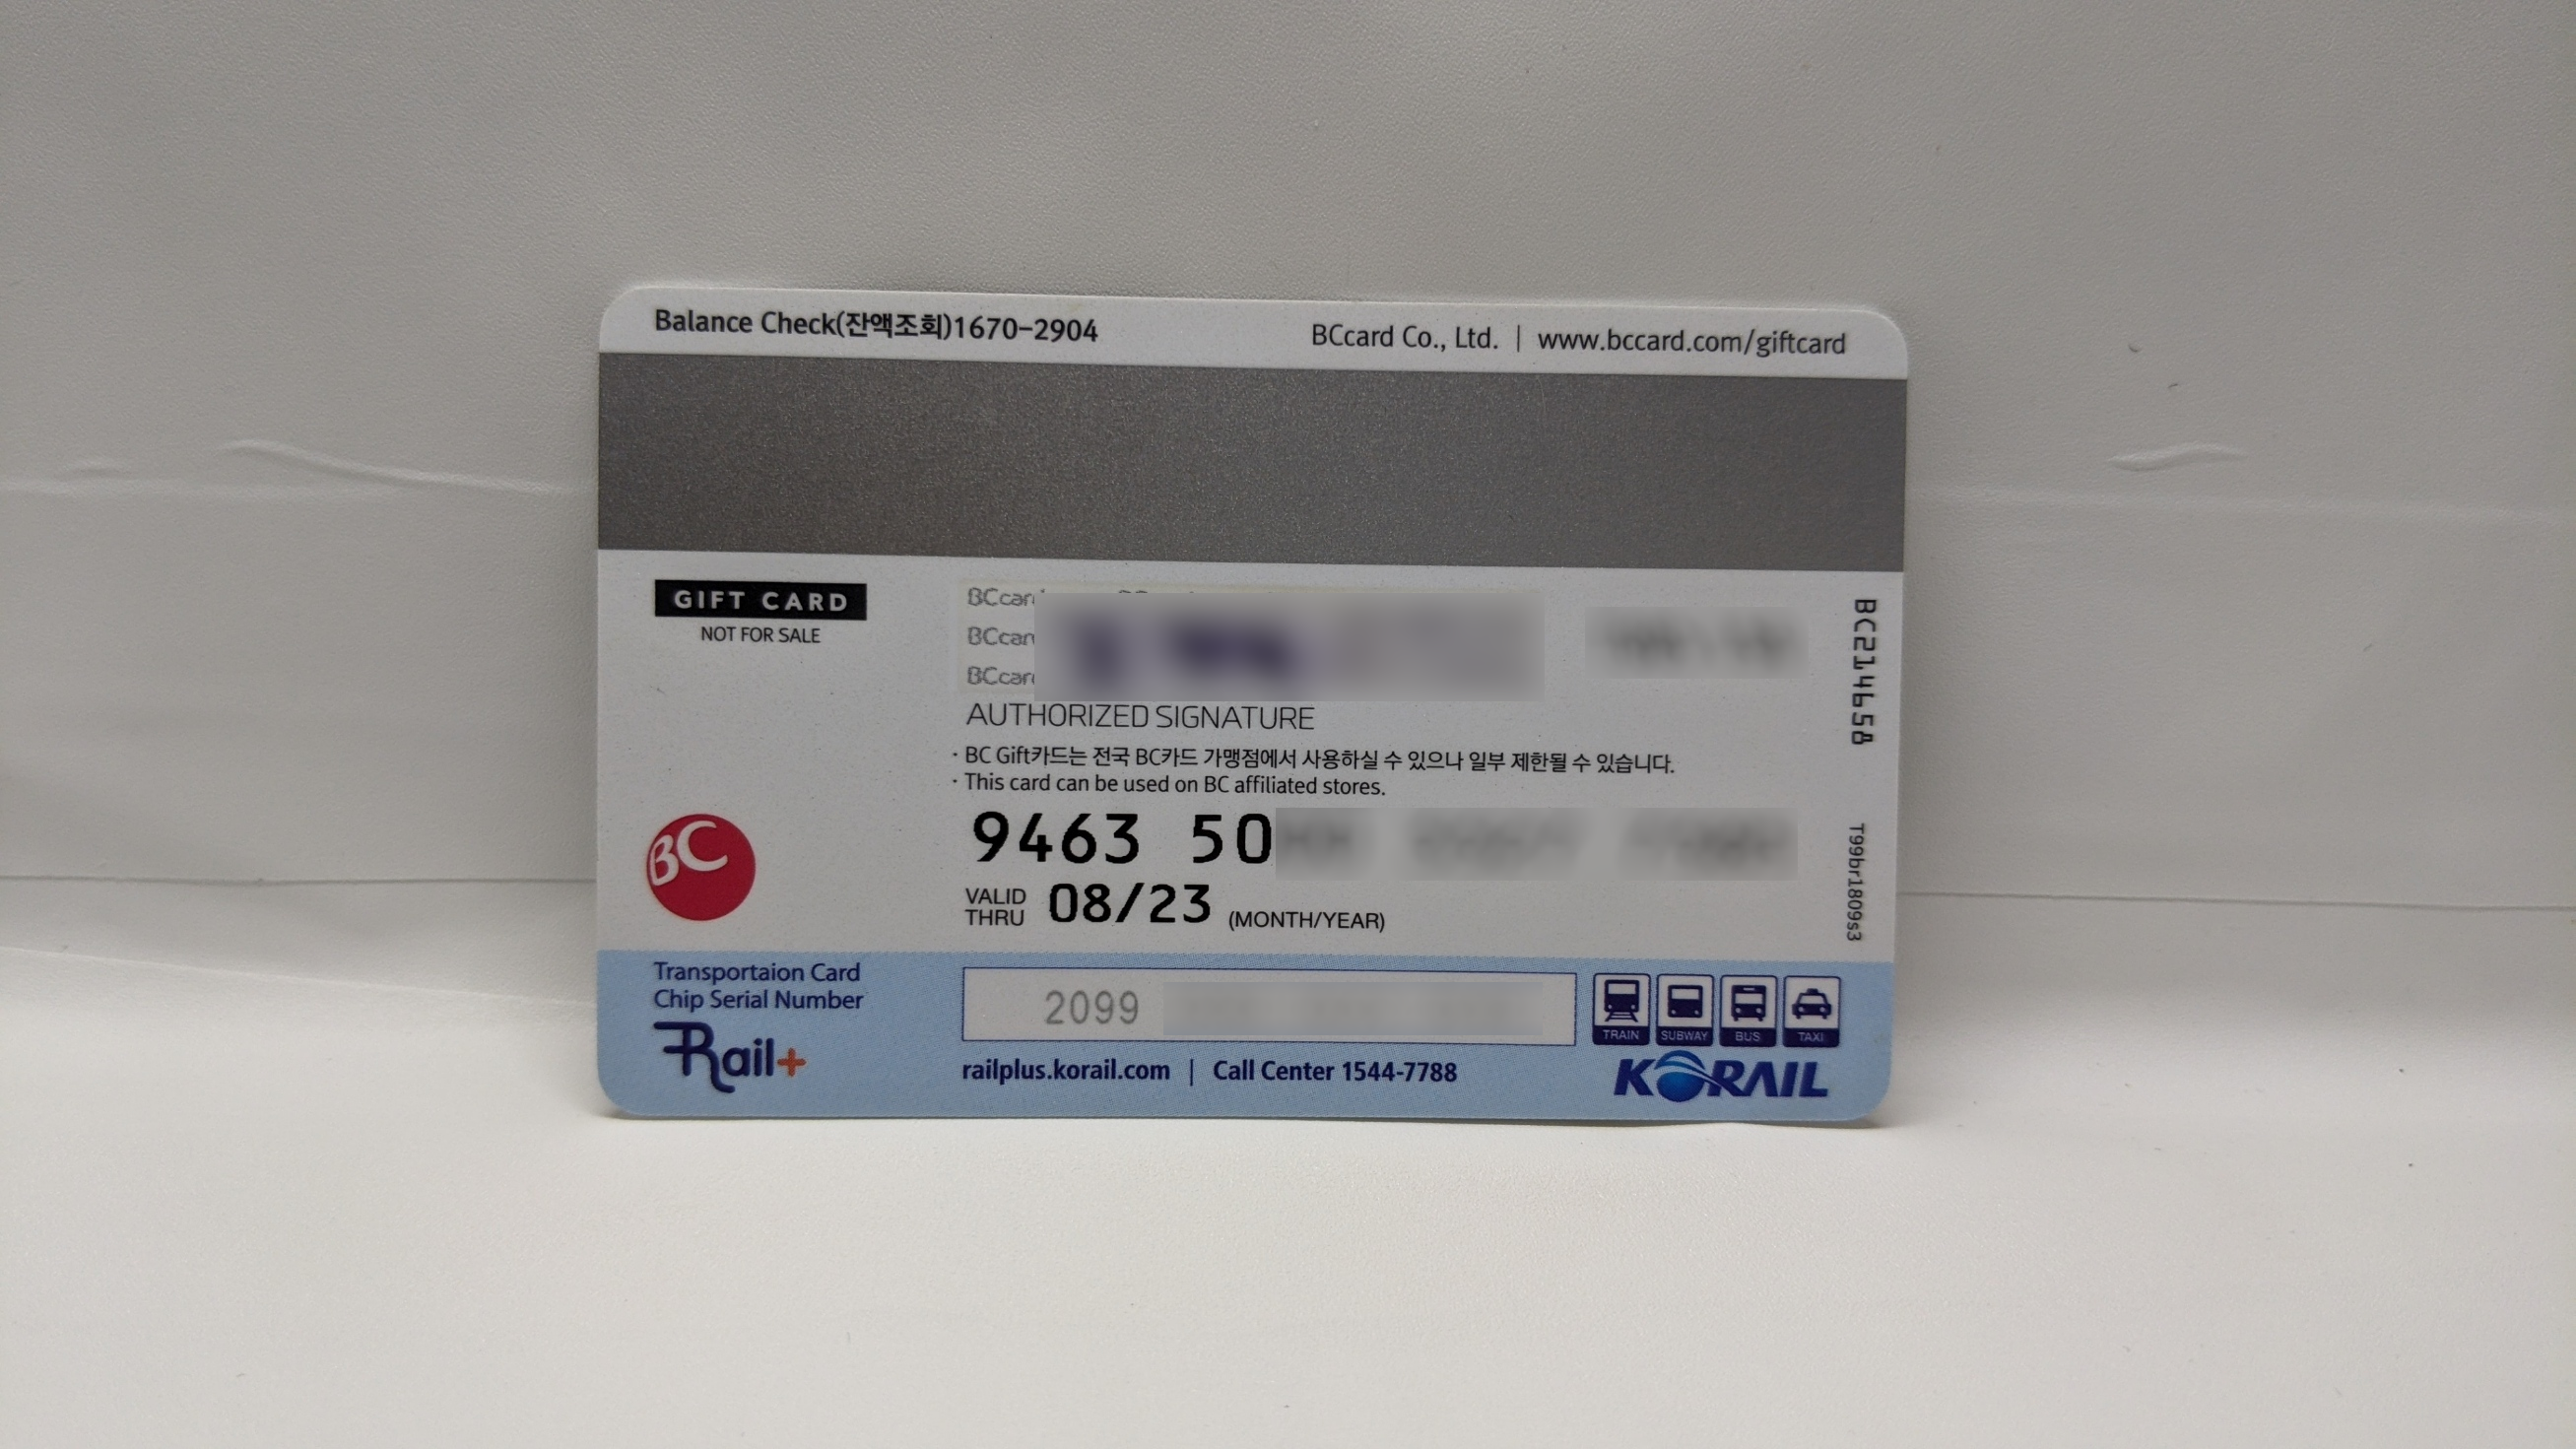 Balance Check(잔액조회)1670-2904
BCcard Co., Ltd. | www.bccard.com/giftcard
GIFT CARD
NOT FOR SALE
BCcar
BCcar
BCcar
AUTHORIZED SIGNATURE
· BC Gift카드는 전국 BC카드 가맹점에서 사용하실 수 있으나 일부 제한될 수 있습니다.
· This card can be used on BC affiliated stores.
BC
9463 50
VALID THRU 08/23 (MONTH/YEAR)
BC214658
T99br1809s3
Transportaion Card
Chip Serial Number
2099
TRAIN SUBWAY BUS TAXI
Rail+
railplus.korail.com | Call Center 1544-7788
KORAIL